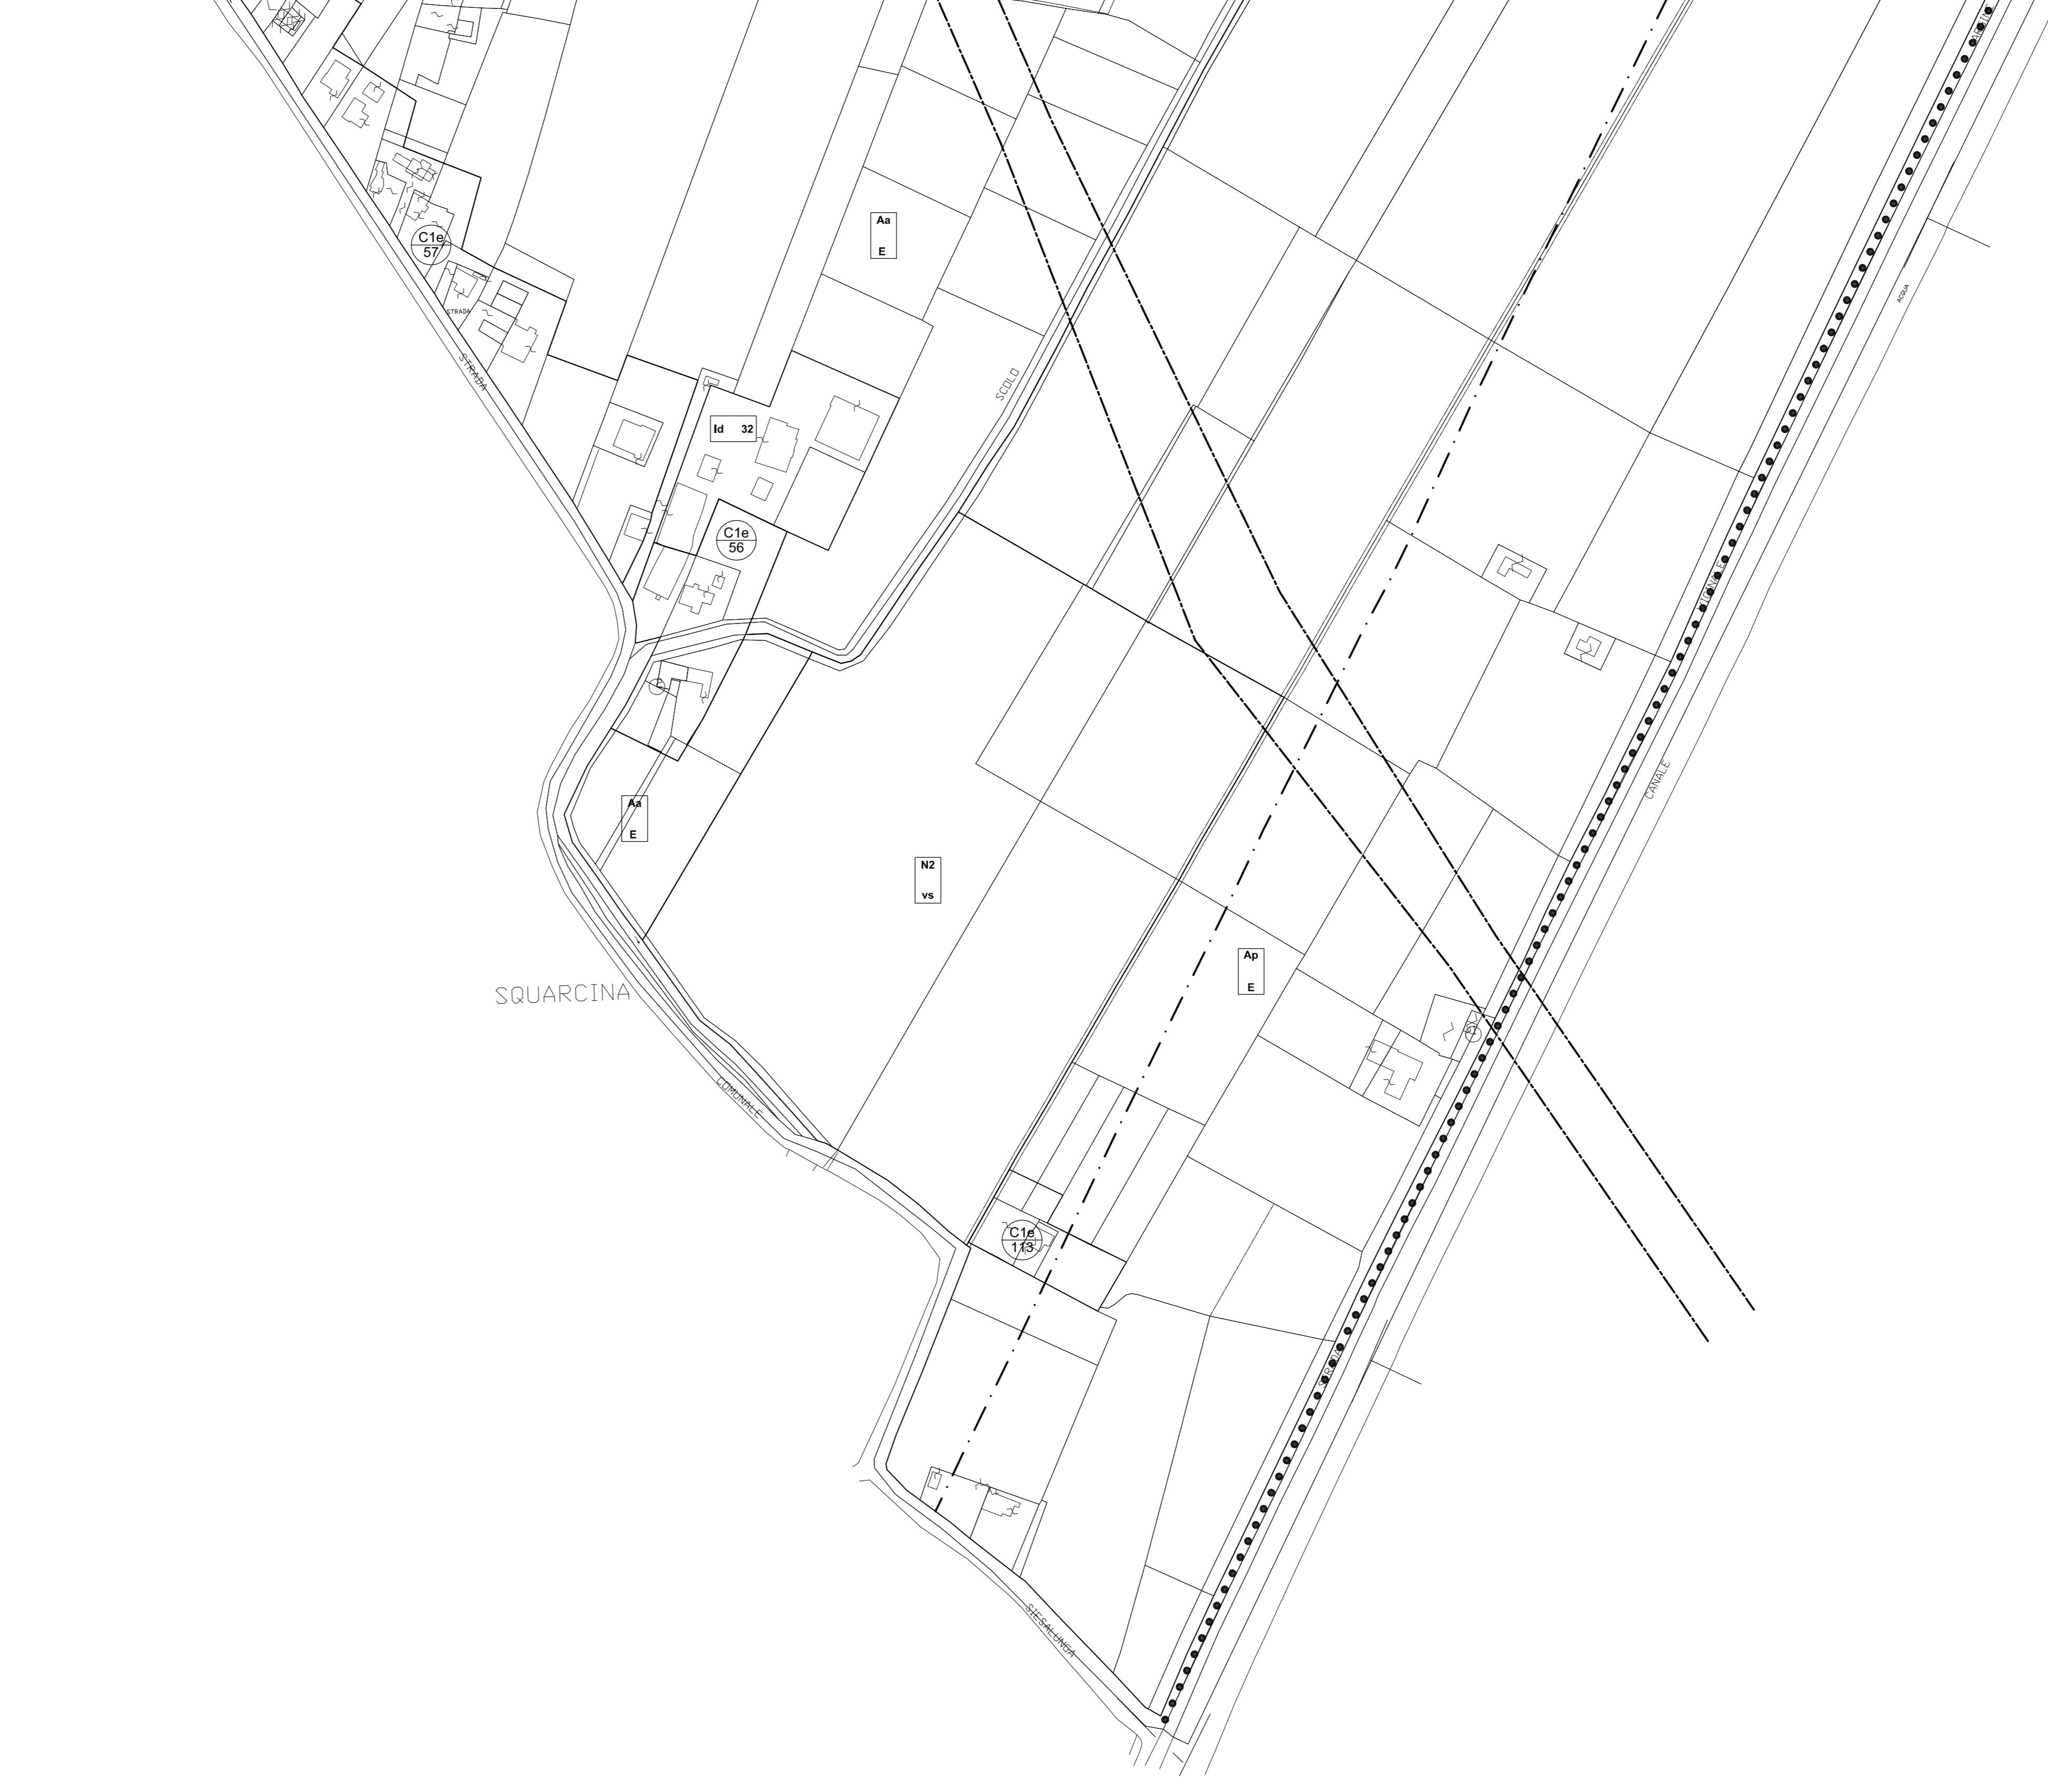 Aa
E
C1e
57
ACQUA
STRADA
STRADA
SCOLO
Id 32
C1e
56
CANALE
Aa
E
N2
vs
Ap
E
SQUARCINA
COMUNALE
C1e
113
STRADA
SIESALUNGA